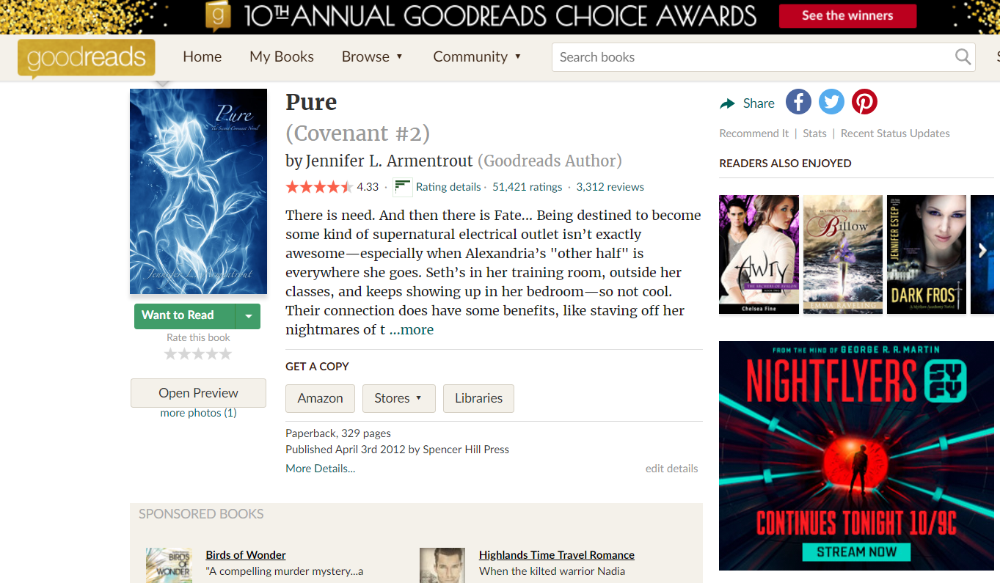 10TH ANNUAL GOODREADS CHOICE AWARDS
See the winners
goodreads
Home
My Books
Browse ▼
Community ▼
Search books
Pure
The Second Covenant Novel
Jennifer L. Armentrout
Want to Read
Rate this book
Open Preview
more photos (1)
Pure
(Covenant #2)
by Jennifer L. Armentrout (Goodreads Author)
4.33 · Rating details · 51,421 ratings · 3,312 reviews
There is need. And then there is Fate... Being destined to become
some kind of supernatural electrical outlet isn’t exactly
awesome—especially when Alexandria’s "other half" is
everywhere she goes. Seth’s in her training room, outside her
classes, and keeps showing up in her bedroom—so not cool.
Their connection does have some benefits, like staving off her
nightmares of t ...more
GET A COPY
Amazon
Stores ▼
Libraries
Paperback, 329 pages
Published April 3rd 2012 by Spencer Hill Press
More Details...
edit details
SPONSORED BOOKS
BIRDS
OF
WONDER
Birds of Wonder
"A compelling murder mystery...a
Highlands Time Travel Romance
When the kilted warrior Nadia
Share
Recommend It | Stats | Recent Status Updates
READERS ALSO ENJOYED
Awry
THE ARCHERS OF AVALON
BOOK TWO
Chelsea Fine
Billow
EMMA RAVELING
JENNIFER ESTEP
DARK FROST
A Mythos Academy Novel
FROM THE MIND OF GEORGE R. R. MARTIN
NIGHTFLYERS
SYFY
CONTINUES TONIGHT 10/9C
STREAM NOW